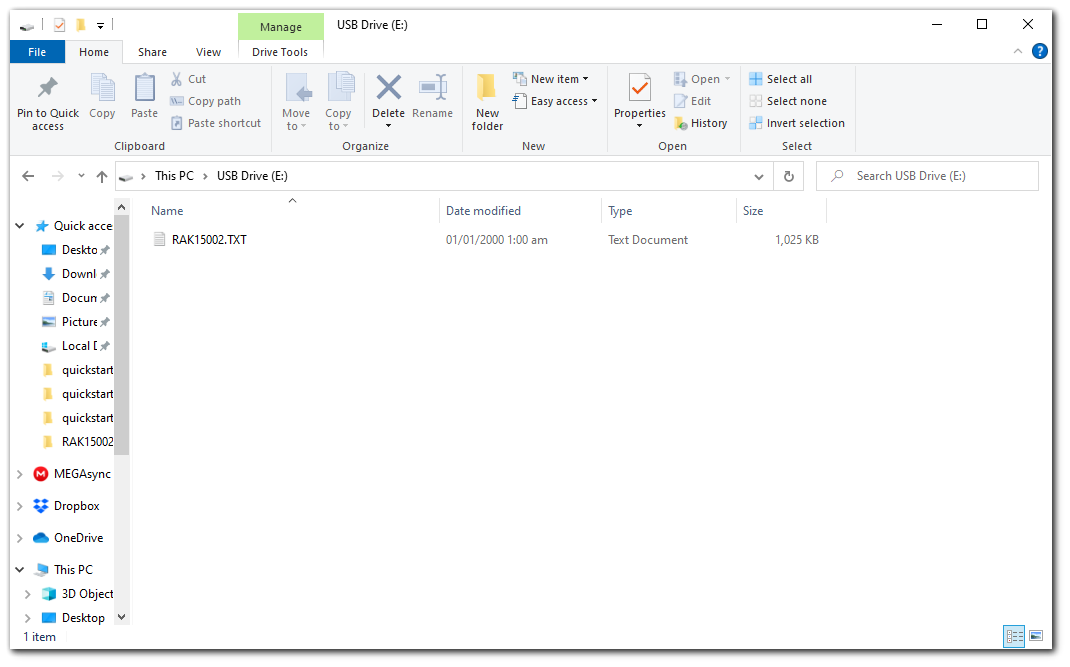 Manage
USB Drive (E:)
File
Home
Share
View
Drive Tools
?
Pin to Quick
access
Copy
Paste
Cut
Copy path
Paste shortcut
Clipboard
Move
to
Copy
to
Delete
Rename
Organize
New
folder
New item
Easy access
New
Properties
Open
Edit
History
Open
Select all
Select none
Invert selection
Select
This PC > USB Drive (E:)
Search USB Drive (E:)
Name
Date modified
Type
Size
RAK15002.TXT
01/01/2000 1:00 am
Text Document
1,025 KB
Quick acce
Deskto
Downl
Docum
Picture
Local D
quickstart
quickstart
quickstart
RAK15002
M MEGAsync
Dropbox
OneDrive
This PC
3D Object
Desktop
1 item